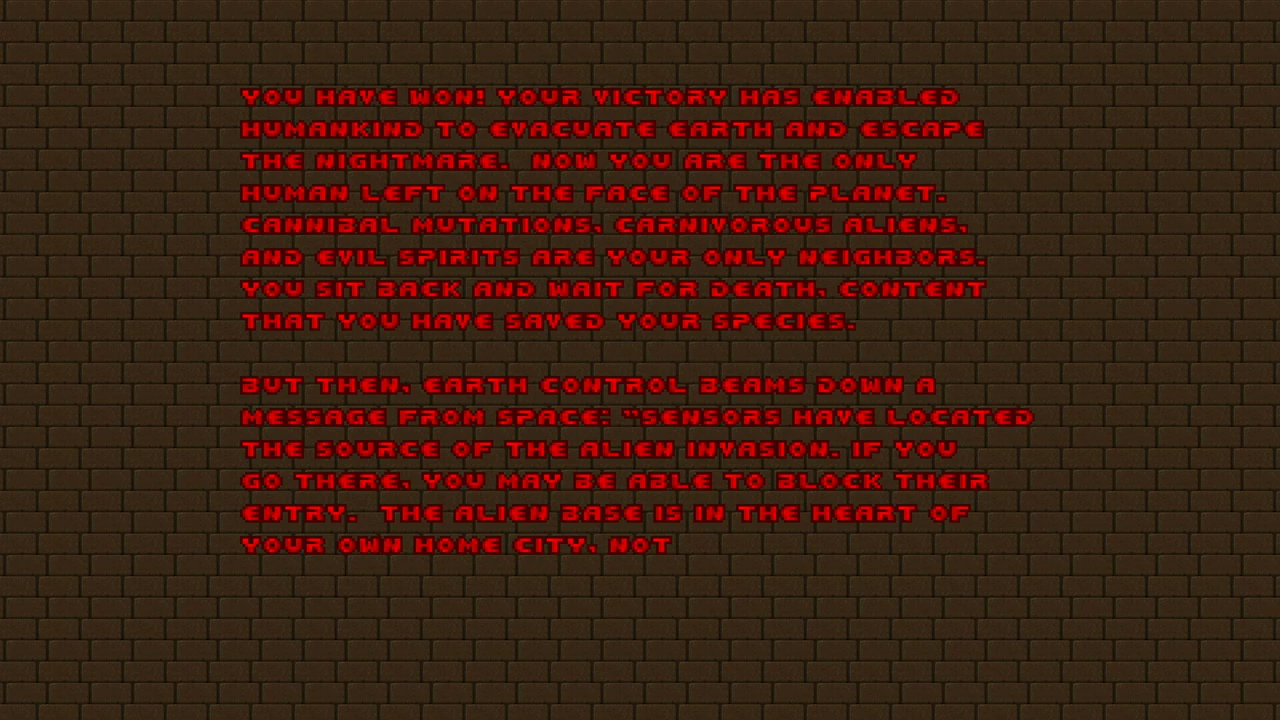 YOU HAVE WON! YOUR VICTORY HAS ENABLED
HUMANKIND TO EVACUATE EARTH AND ESCAPE
THE NIGHTMARE.  NOW YOU ARE THE ONLY
HUMAN LEFT ON THE FACE OF THE PLANET.
CANNIBAL MUTATIONS, CARNIVOROUS ALIENS,
AND EVIL SPIRITS ARE YOUR ONLY NEIGHBORS.
YOU SIT BACK AND WAIT FOR DEATH, CONTENT
THAT YOU HAVE SAVED YOUR SPECIES.

BUT THEN, EARTH CONTROL BEAMS DOWN A
MESSAGE FROM SPACE: "SENSORS HAVE LOCATED
THE SOURCE OF THE ALIEN INVASION. IF YOU
GO THERE, YOU MAY BE ABLE TO BLOCK THEIR
ENTRY.  THE ALIEN BASE IS IN THE HEART OF
YOUR OWN HOME CITY, NOT